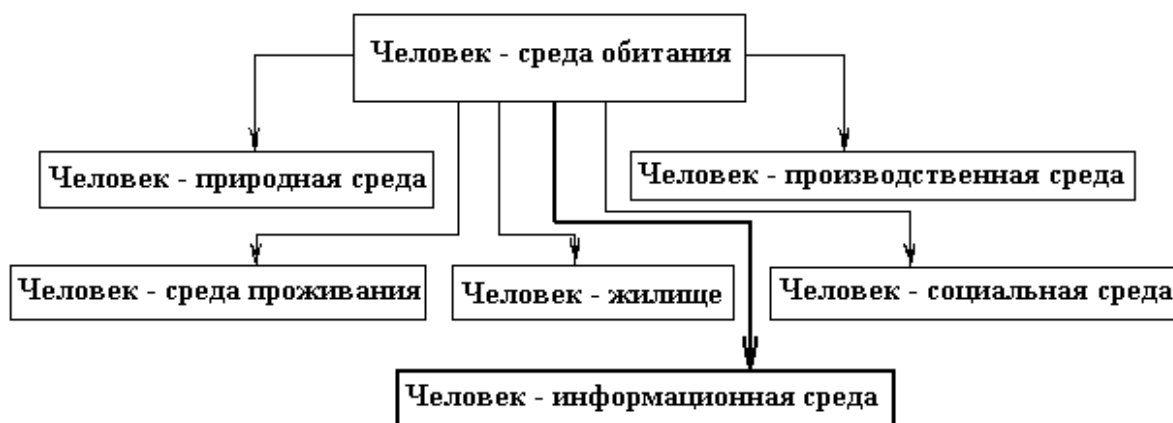 Человек - среда обитания
Человек - природная среда
Человек - производственная среда
Человек - среда проживания
Человек - жилище
Человек - социальная среда
Человек - информационная среда